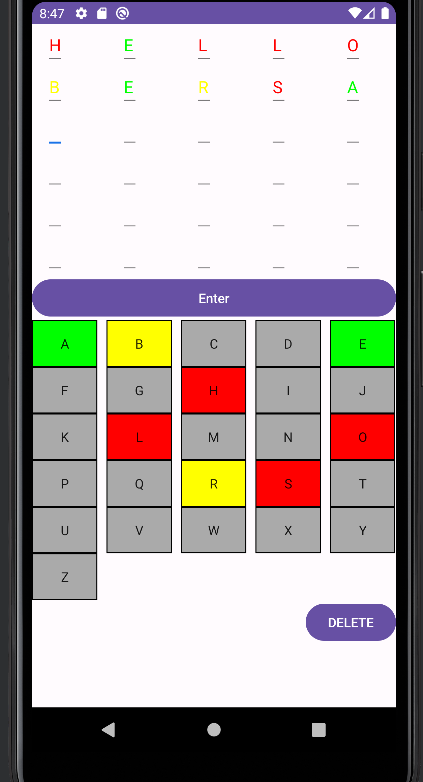 8:47
H E L L O
B E R S A
Enter
A B C D E
F G H I J
K L M N O
P Q R S T
U V W X Y
Z
DELETE